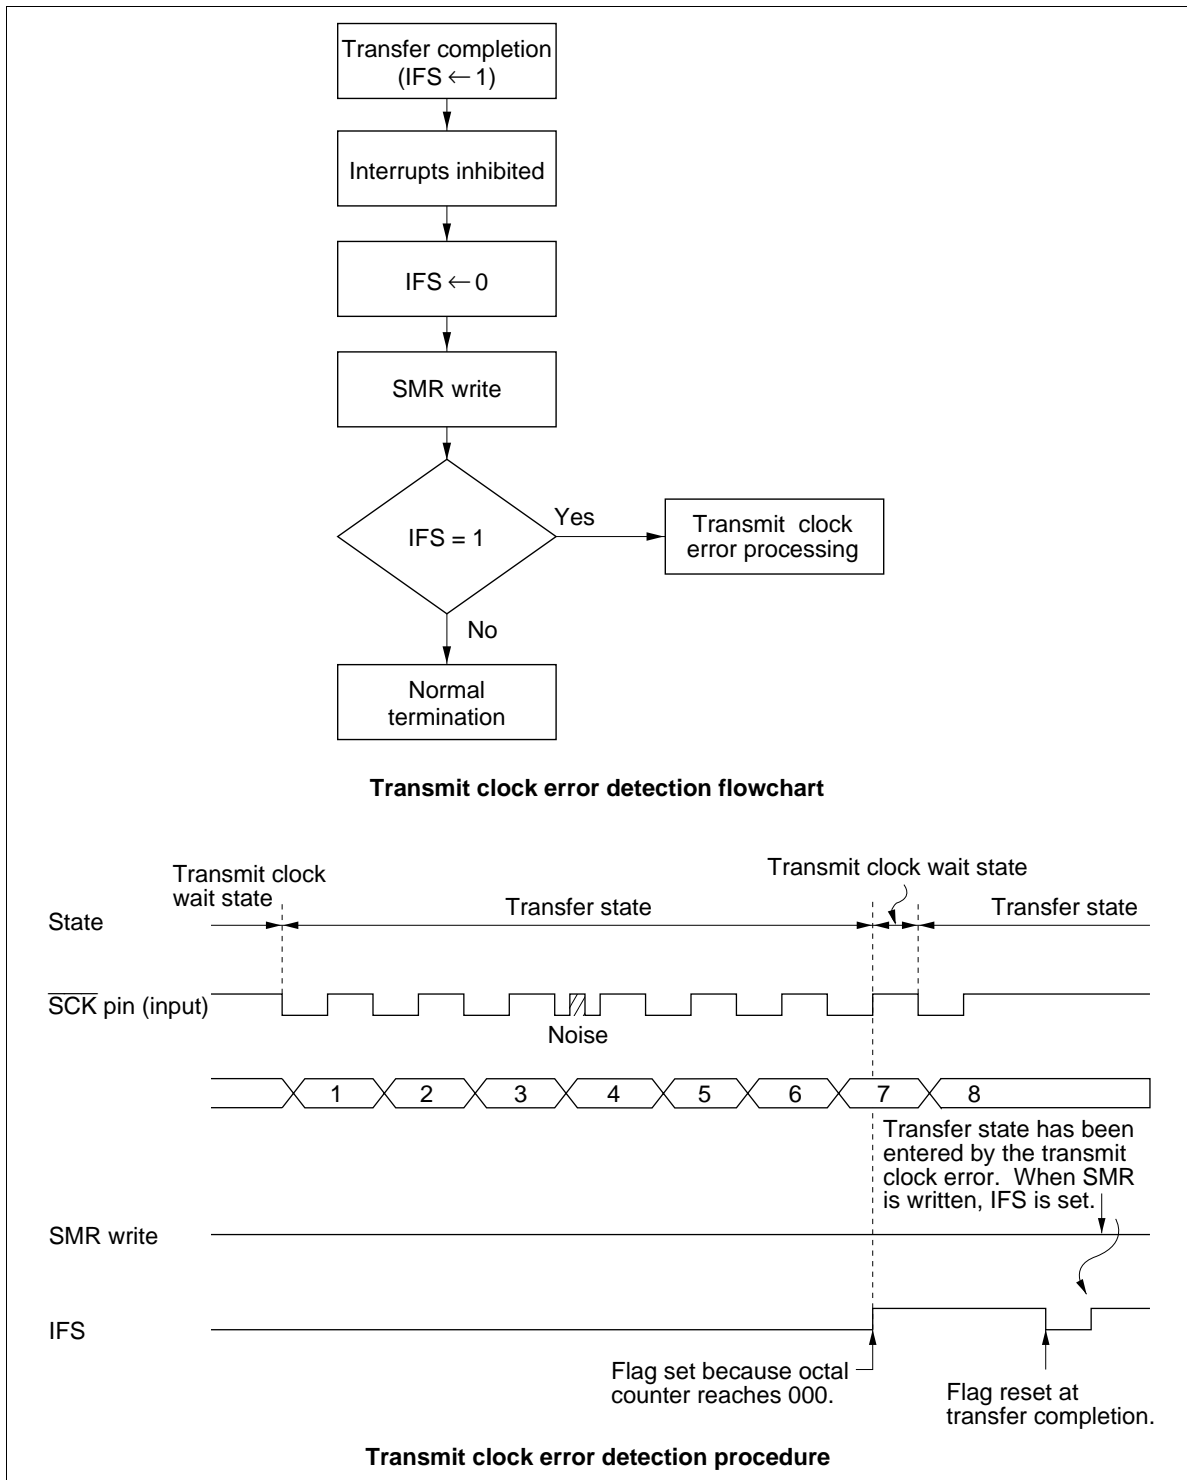 Transfer completion
(IFS ← 1)
Interrupts inhibited
IFS ← 0
SMR write
IFS = 1
Yes
Transmit clock
error processing
No
Normal
termination
Transmit clock error detection flowchart
Transmit clock
wait state
Transmit clock wait state
State
Transfer state
Transfer state
SCK pin (input)
Noise
1 2 3 4 5 6 7 8
Transfer state has been
entered by the transmit
clock error. When SMR
is written, IFS is set.
SMR write
IFS
Flag set because octal
counter reaches 000.
Flag reset at
transfer completion.
Transmit clock error detection procedure